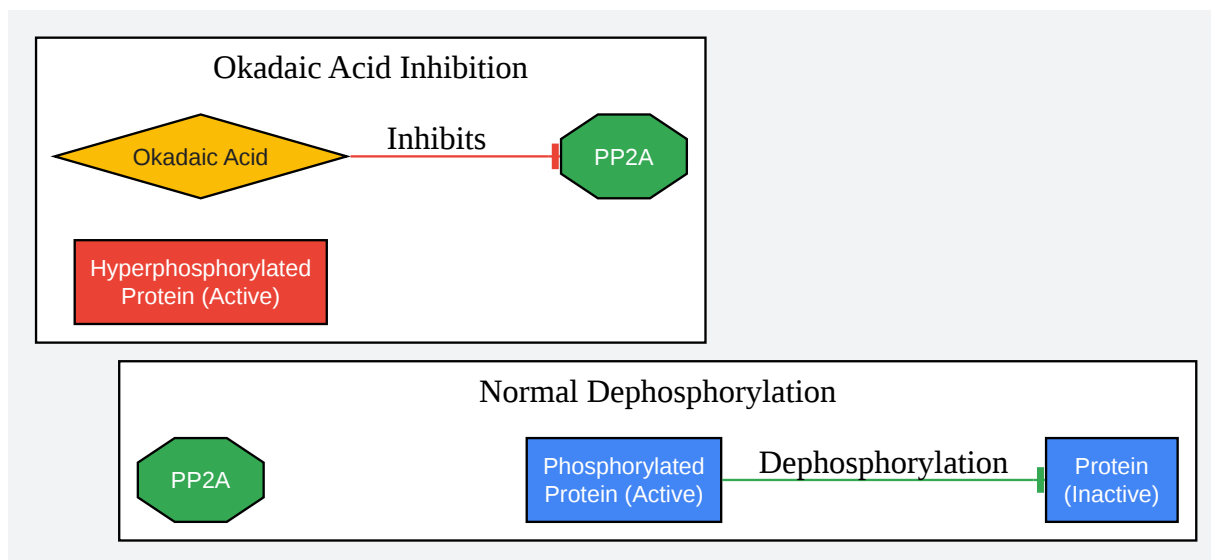 Okadaic Acid Inhibition
Okadaic Acid
Inhibits
PP2A
Hyperphosphorylated
Protein (Active)
Normal Dephosphorylation
PP2A
Phosphorylated
Protein (Active)
Dephosphorylation
Protein
(Inactive)